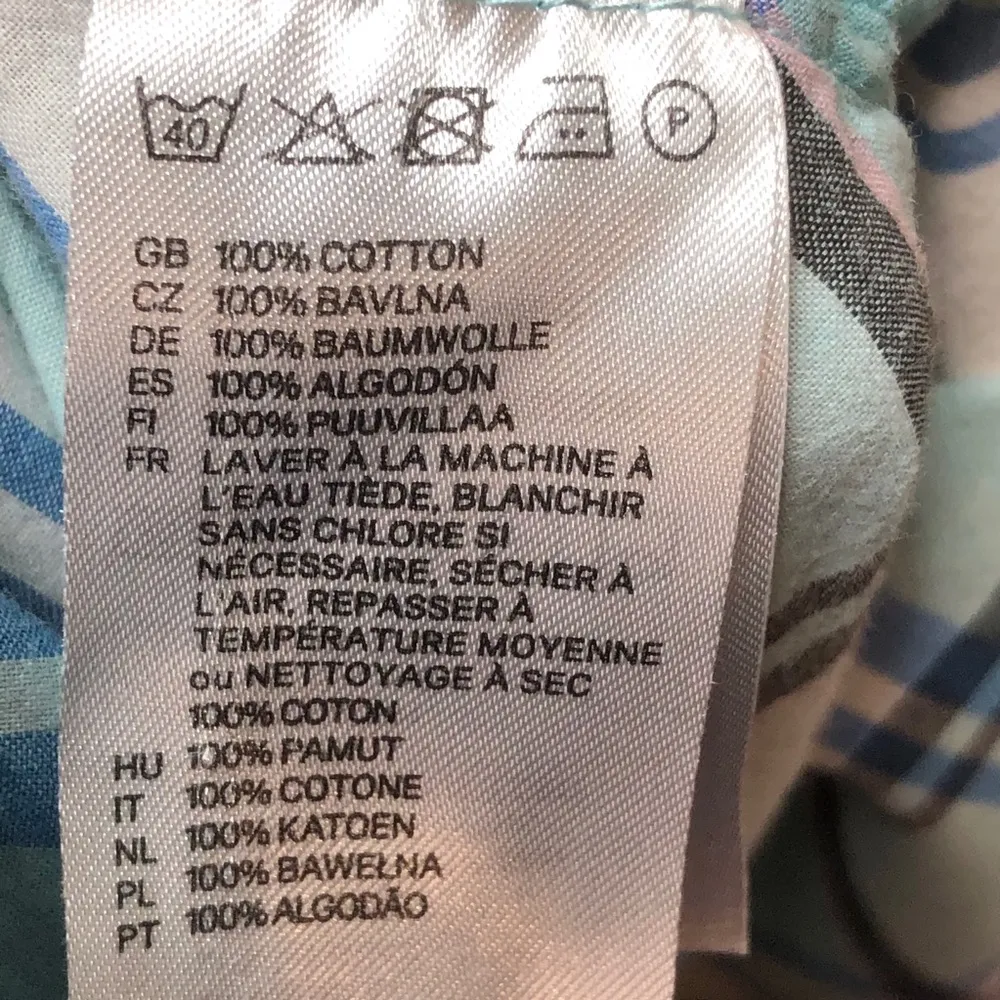 40 P
GB 100% COTTON
CZ 100% BAVLNA
DE 100% BAUMWOLLE
ES 100% ALGODÓN
FI 100% PUUVILLAA
FR LAVER À LA MACHINE À
L'EAU TIÈDE, BLANCHIR
SANS CHLORE SI
NÉCESSAIRE, SÉCHER À
L'AIR, REPASSER À
TEMPÉRATURE MOYENNE
ou NETTOYAGE À SEC
100% COTON
HU 100% PAMUT
IT 100% COTONE
NL 100% KATOEN
PL 100% BAWEŁNA
PT 100% ALGODÃO